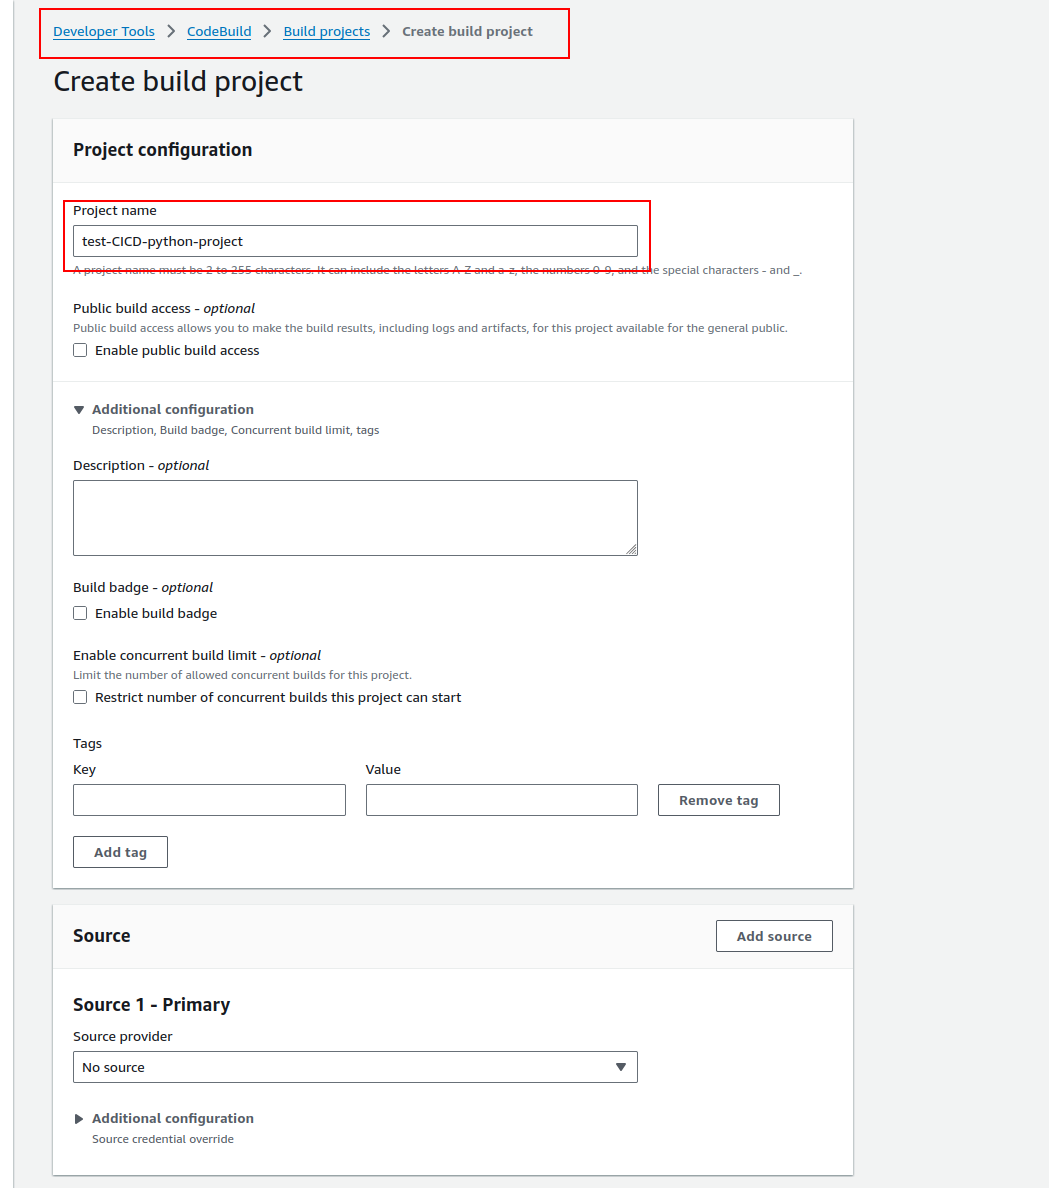 Developer Tools > CodeBuild > Build projects > Create build project
Create build project
Project configuration
Project name
test-CICD-python-project
A project name must be 2 to 255 characters. It can include the letters A-Z and a-z, the numbers 0-9, and the special characters - and _.
Public build access - optional
Public build access allows you to make the build results, including logs and artifacts, for this project available for the general public.
Enable public build access
Additional configuration
Description, Build badge, Concurrent build limit, tags
Description - optional
Build badge - optional
Enable build badge
Enable concurrent build limit - optional
Limit the number of allowed concurrent builds for this project.
Restrict number of concurrent builds this project can start
Tags
Key Value
Remove tag
Add tag
Source Add source
Source 1 - Primary
Source provider
No source
Additional configuration
Source credential override